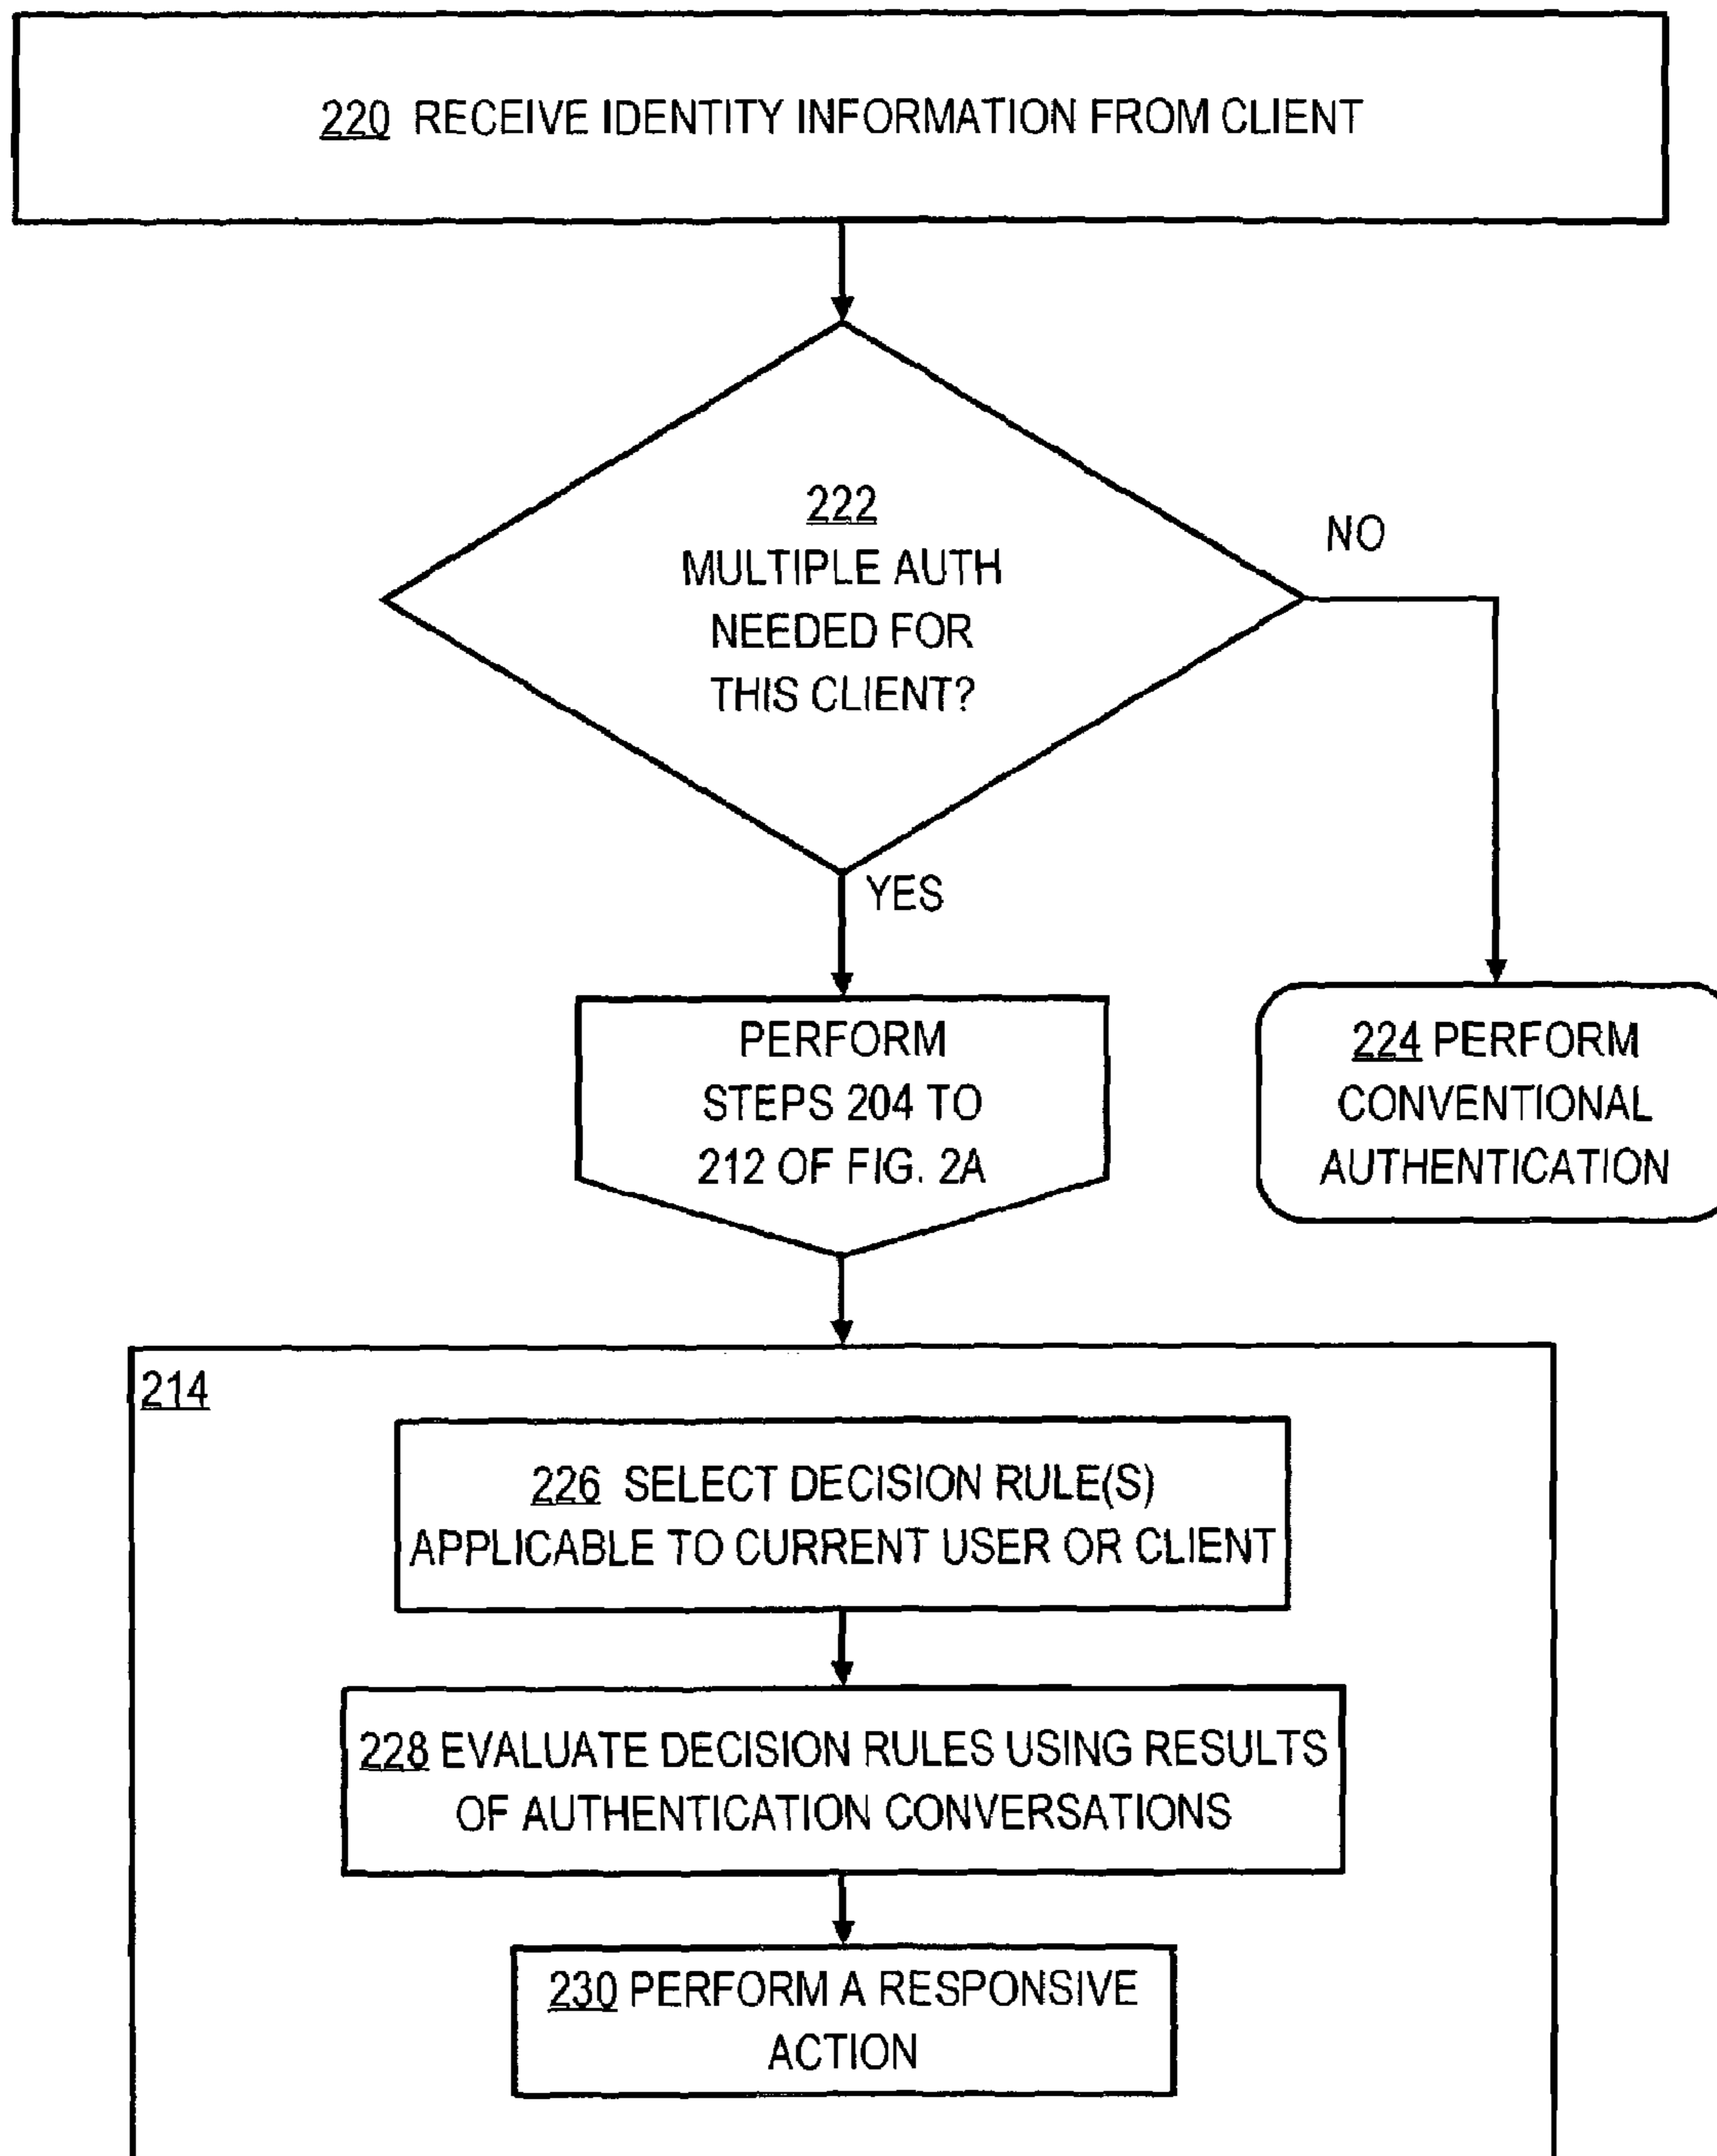 220 RECEIVE IDENTITY INFORMATION FROM CLIENT
222
MULTIPLE AUTH
NEEDED FOR
THIS CLIENT?
NO
YES
PERFORM
STEPS 204 TO
212 OF FIG. 2A
224 PERFORM
CONVENTIONAL
AUTHENTICATION
214
226 SELECT DECISION RULE(S)
APPLICABLE TO CURRENT USER OR CLIENT
228 EVALUATE DECISION RULES USING RESULTS
OF AUTHENTICATION CONVERSATIONS
230 PERFORM A RESPONSIVE
ACTION